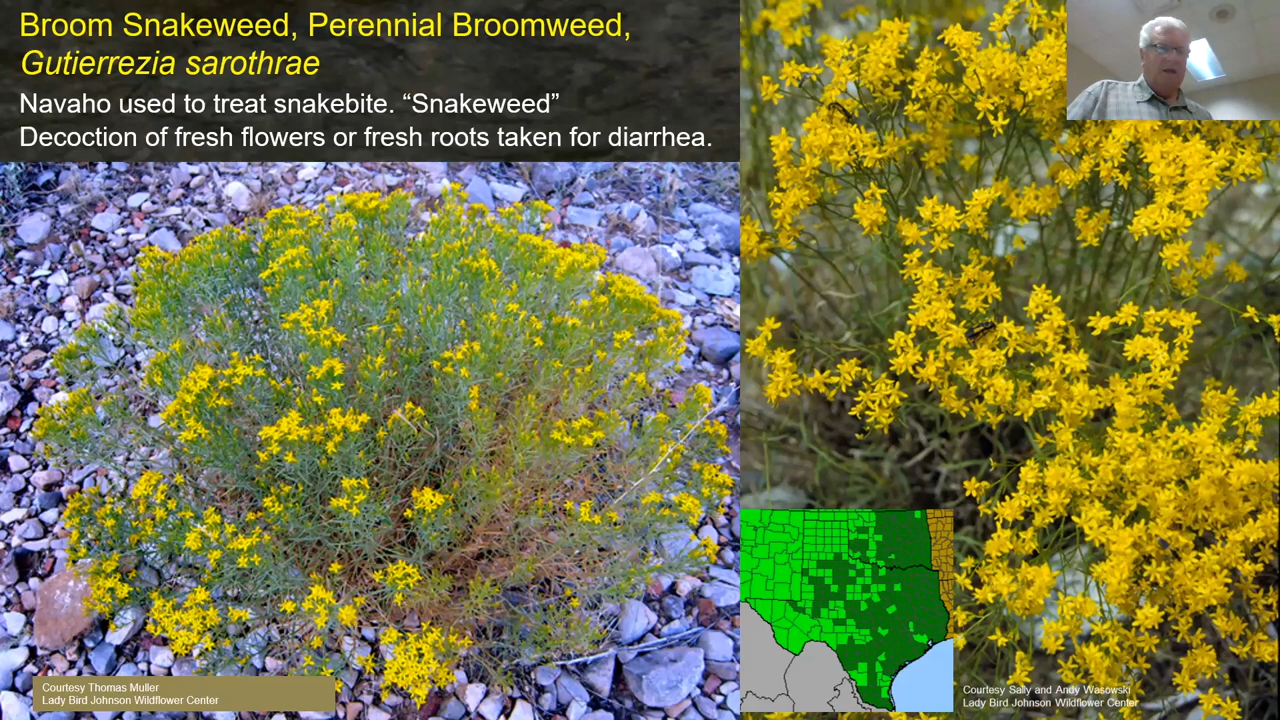 Broom Snakeweed, Perennial Broomweed,
Gutierrezia sarothrae
Navaho used to treat snakebite. “Snakeweed”
Decoction of fresh flowers or fresh roots taken for diarrhea.
Courtesy Thomas Muller
Lady Bird Johnson Wildflower Center
Courtesy Sally and Andy Wasowski
Lady Bird Johnson Wildflower Center